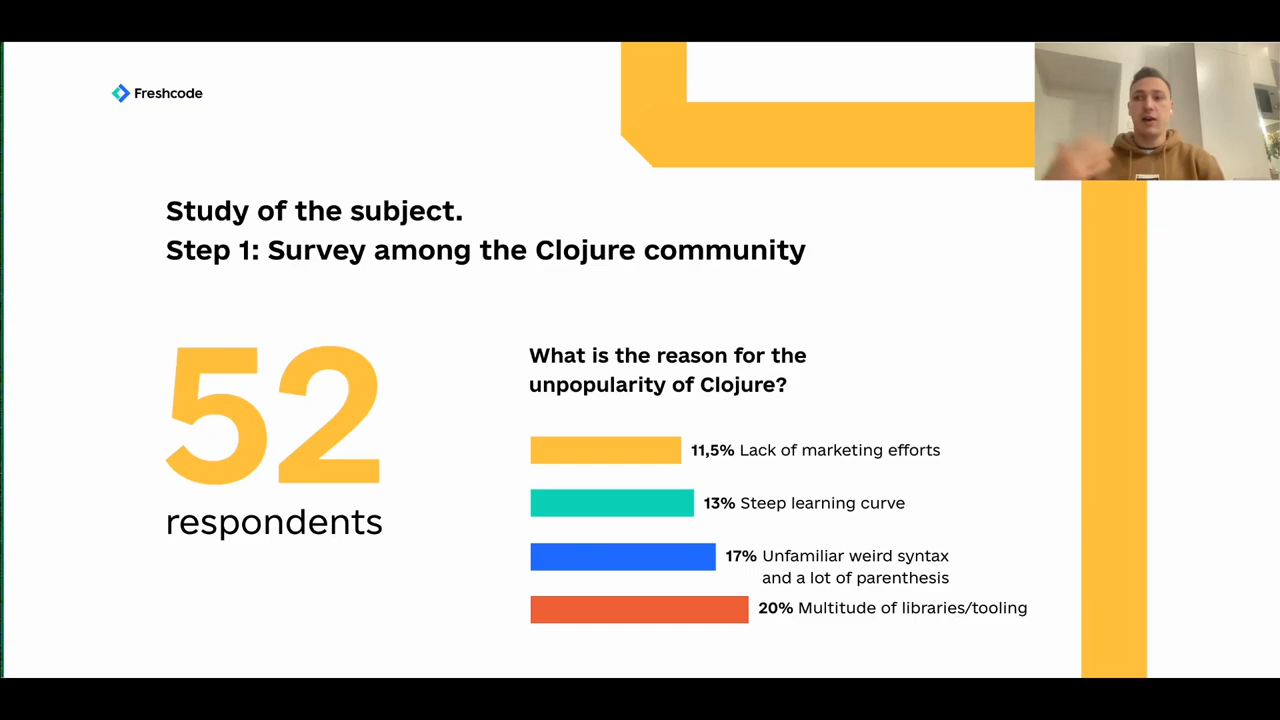 Freshcode
Study of the subject.
Step 1: Survey among the Clojure community
52
respondents
What is the reason for the
unpopularity of Clojure?
11,5% Lack of marketing efforts
13% Steep learning curve
17% Unfamiliar weird syntax
and a lot of parenthesis
20% Multitude of libraries/tooling